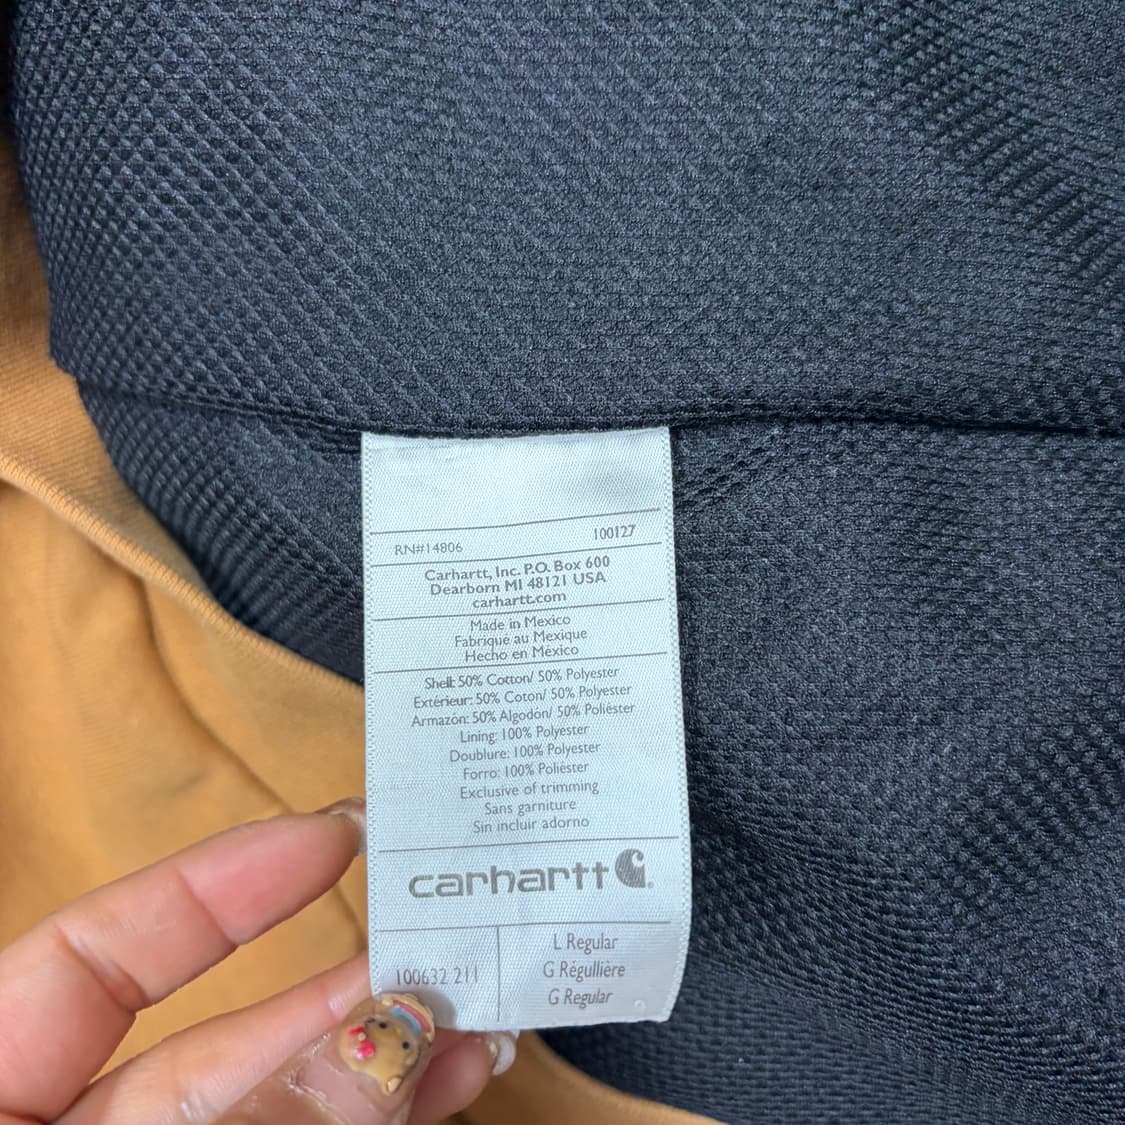 RN#14806 100127
Carhartt, Inc. P.O. Box 600
Dearborn MI 48121 USA
carhartt.com
Made in Mexico
Fabriqué au Mexique
Hecho en México
Shell: 50% Cotton/ 50% Polyester
Extérieur: 50% Coton/ 50% Polyester
Armazón: 50% Algodón/ 50% Poliéster
Lining: 100% Polyester
Doublure: 100% Polyester
Forro: 100% Poliéster
Exclusive of trimming
Sans garniture
Sin incluir adorno
carhartt
100632 211
L Regular
G Régullière
G Regular